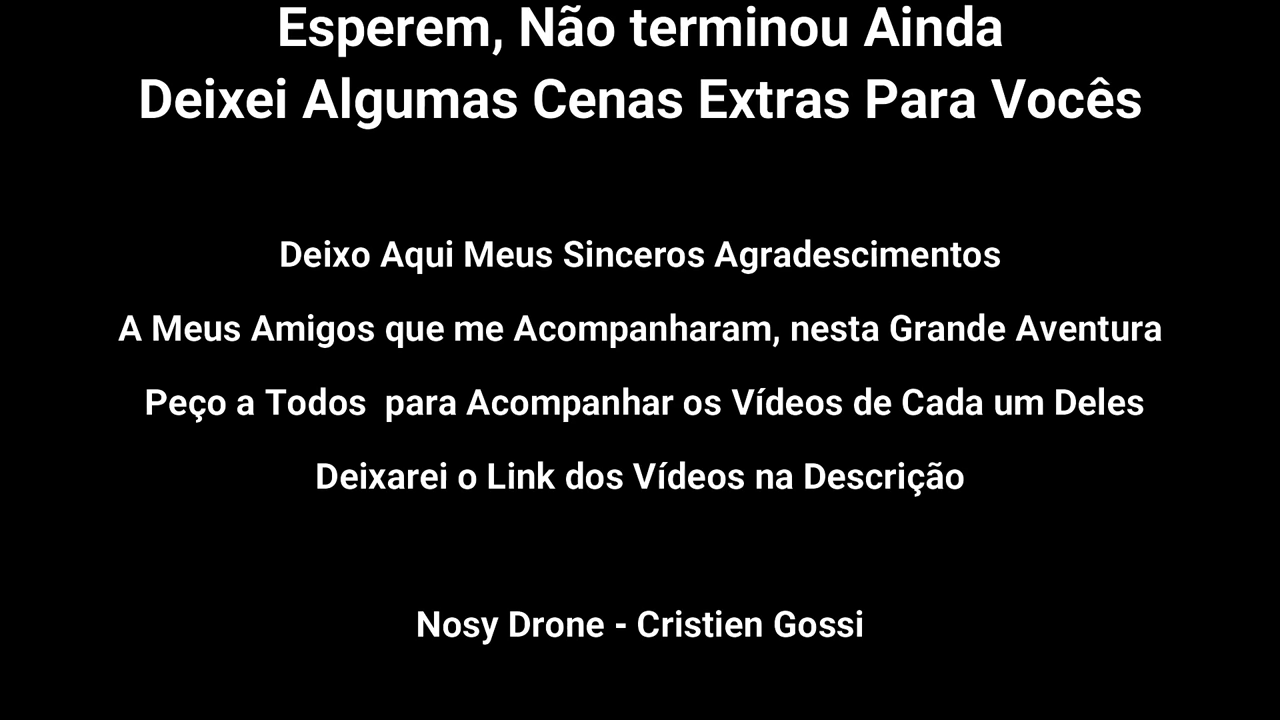 Esperem, Não terminou Ainda
Deixei Algumas Cenas Extras Para Vocês
Deixo Aqui Meus Sinceros Agradescimentos
A Meus Amigos que me Acompanharam, nesta Grande Aventura
Peço a Todos  para Acompanhar os Vídeos de Cada um Deles
Deixarei o Link dos Vídeos na Descrição
Nosy Drone - Cristien Gossi